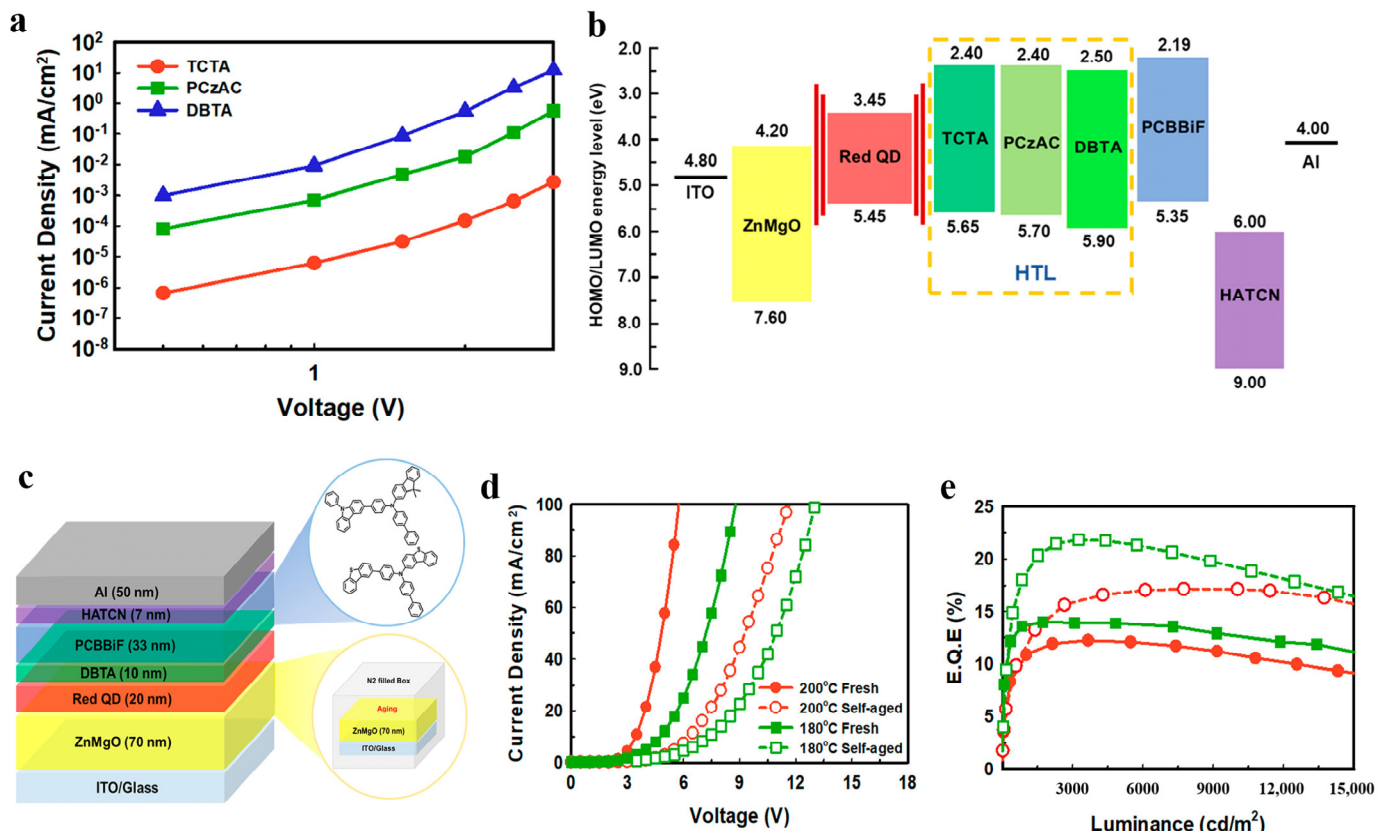 a
10²
10¹
10⁰
10⁻¹
10⁻²
10⁻³
10⁻⁴
10⁻⁵
10⁻⁶
10⁻⁷
10⁻⁸
Current Density (mA/cm²)
TCTA
PCzAC
DBTA
1
Voltage (V)
b
HOMO/LUMO energy level (eV)
2.0
3.0
4.0
5.0
6.0
7.0
8.0
9.0
4.80
ITO
4.20
ZnMgO
7.60
3.45
Red QD
5.45
2.40
TCTA
5.65
2.40
PCzAC
5.70
2.50
DBTA
5.90
HTL
2.19
PCBBiF
5.35
6.00
HATCN
9.00
4.00
Al
c
Al (50 nm)
HATCN (7 nm)
PCBBiF (33 nm)
DBTA (10 nm)
Red QD (20 nm)
ZnMgO (70 nm)
ITO/Glass
N
N
S
S
N
N2 filled Box
Aging
ZnMgO (70 nm)
ITO/Glass
d
Current Density (mA/cm²)
100
80
60
40
20
0
200°C Fresh
200°C Self-aged
180°C Fresh
180°C Self-aged
0 3 6 9 12 15 18
Voltage (V)
e
E.Q.E (%)
25
20
15
10
5
0
3000 6000 9000 12,000 15,000
Luminance (cd/m²)